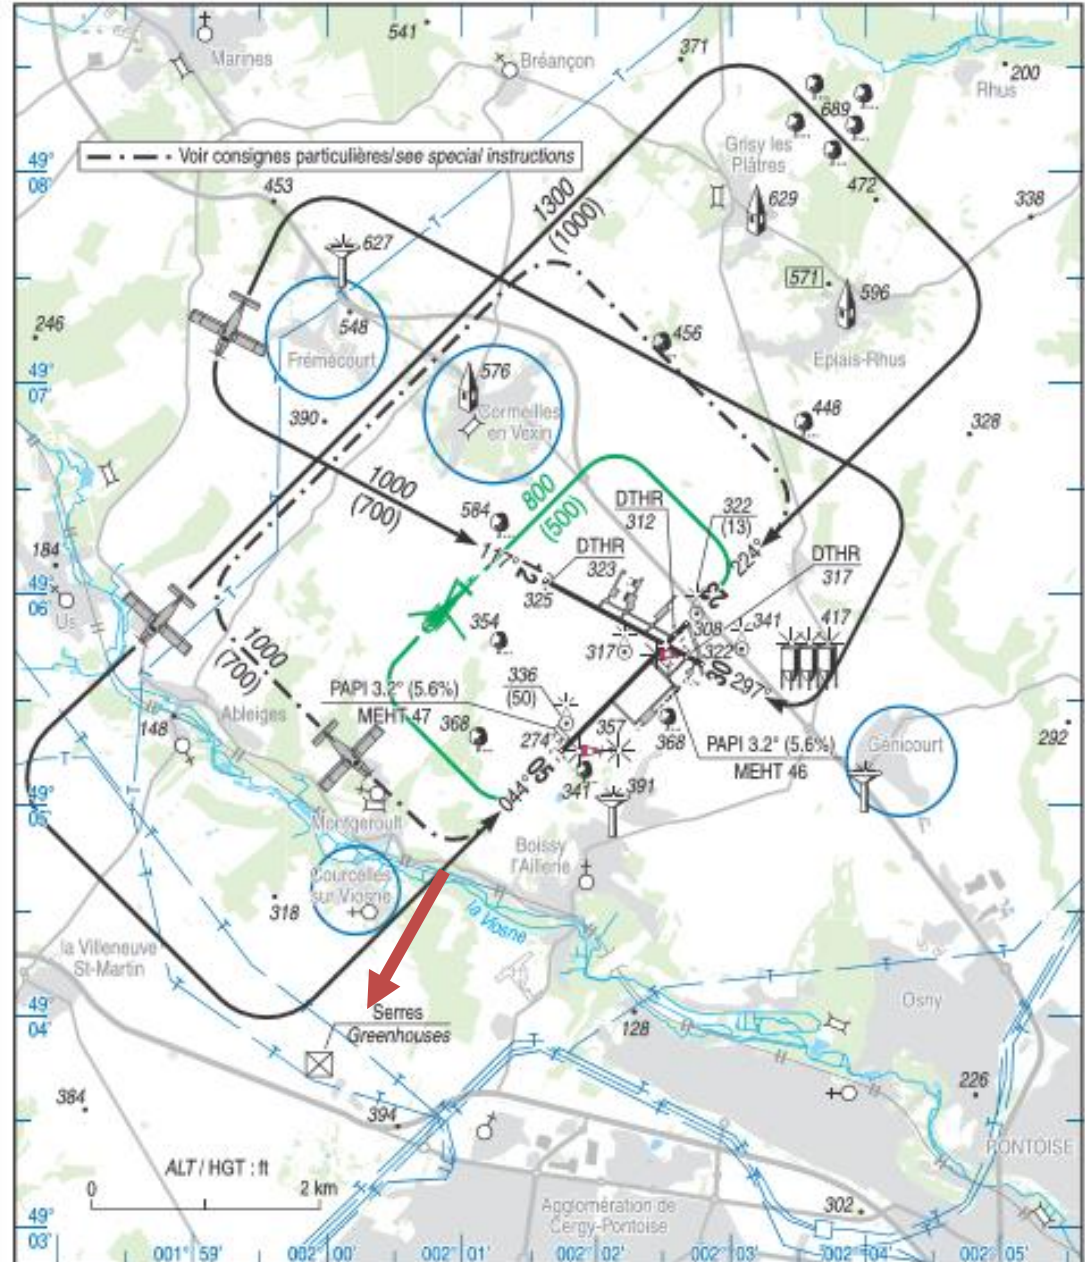 541
371
Marines
Bréançon
200
Rhus
689
Voir consignes particulières/see special instructions
Grisy les
Plâtres
49°
08'
453
472
1300
(1000)
629
338
627
571
596
246
548
456
Frémécourt
Epiais-Rhus
576
49°
07'
Cormeilles
en Vexin
390
448
328
1000
(700)
800
(500)
DTHR
312
322
(13)
584
117°
12
DTHR
323
224°
DTHR
317
184
49°
06'
325
22
Us
354
308
341
417
317
322
1000
(700)
336
(50)
30
297°
PAPI 3.2° (5.6%)
MEHT 47
Ableiges
368
357
148
274
368
PAPI 3.2° (5.6%)
MEHT 46
Génicourt
292
05
044°
341
391
49°
05'
Montgeroult
Boissy
l'Aillerie
Courcelles
sur Viosne
318
la Viosne
la Villeneuve
St-Martin
Osny
49°
04'
Serres
Greenhouses
128
384
394
226
PONTOISE
ALT / HGT : ft
0
2 km
Agglomération de
Cergy-Pontoise
302
49°
03'
001° 59'
002° 00'
002° 01'
002° 02'
002° 03'
002° 04'
002° 05'